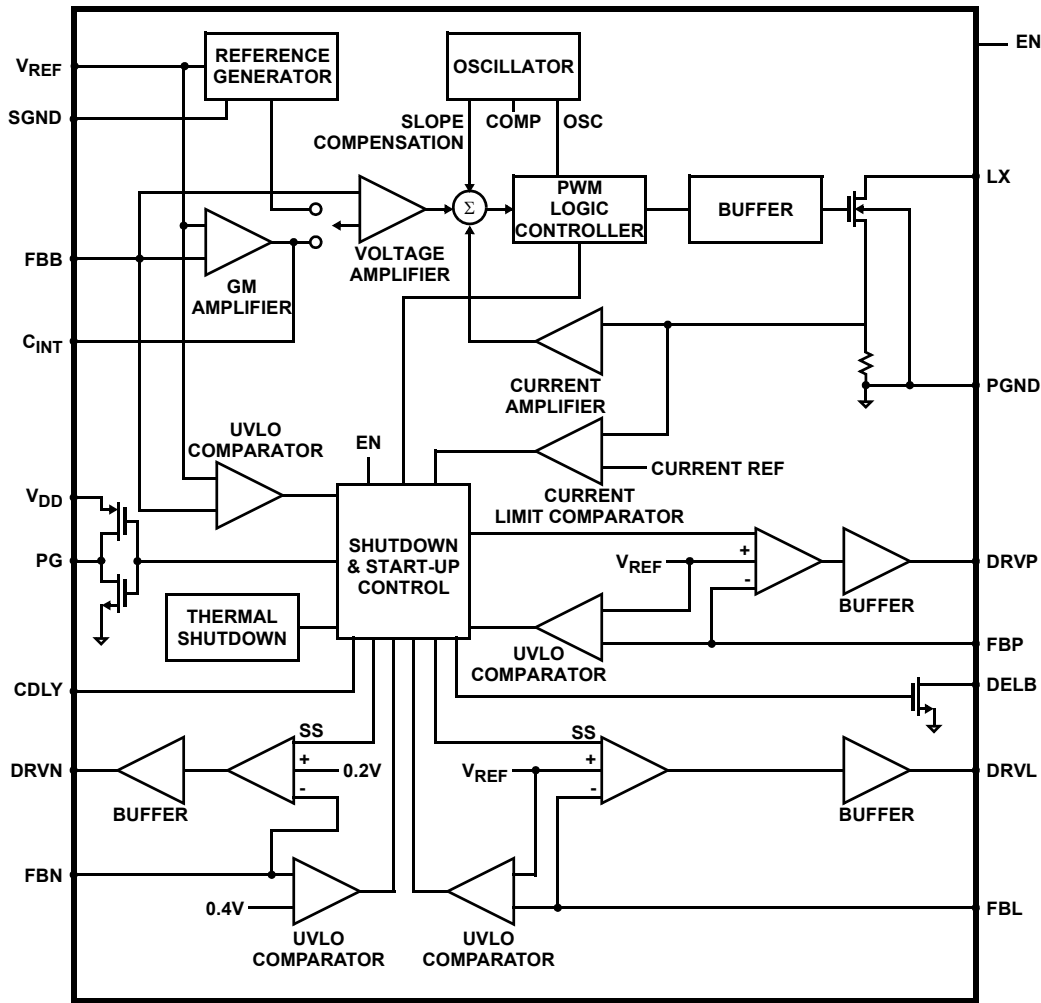 REFERENCE
GENERATOR
OSCILLATOR
EN
VREF
SGND
SLOPE
COMPENSATION
COMP
OSC
PWM
LOGIC
CONTROLLER
BUFFER
LX
Σ
VOLTAGE
AMPLIFIER
FBB
GM
AMPLIFIER
CINT
CURRENT
AMPLIFIER
PGND
UVLO
COMPARATOR
EN
CURRENT REF
CURRENT
LIMIT COMPARATOR
VDD
PG
SHUTDOWN
& START-UP
CONTROL
VREF
+
-
BUFFER
DRVP
THERMAL
SHUTDOWN
UVLO
COMPARATOR
FBP
CDLY
DELB
SS
+
0.2V
-
DRVN
BUFFER
SS
VREF
+
-
BUFFER
DRVL
FBN
0.4V
UVLO
COMPARATOR
UVLO
COMPARATOR
FBL